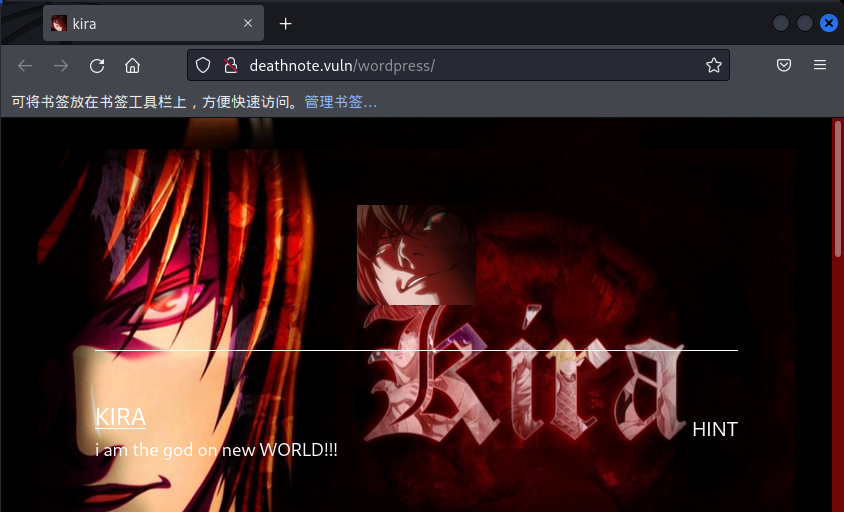 kira
deathnote.vuln/wordpress/
可将书签放在书签工具栏上，方便快速访问。管理书签…
Kira
KIRA
HINT
i am the god on new WORLD!!!